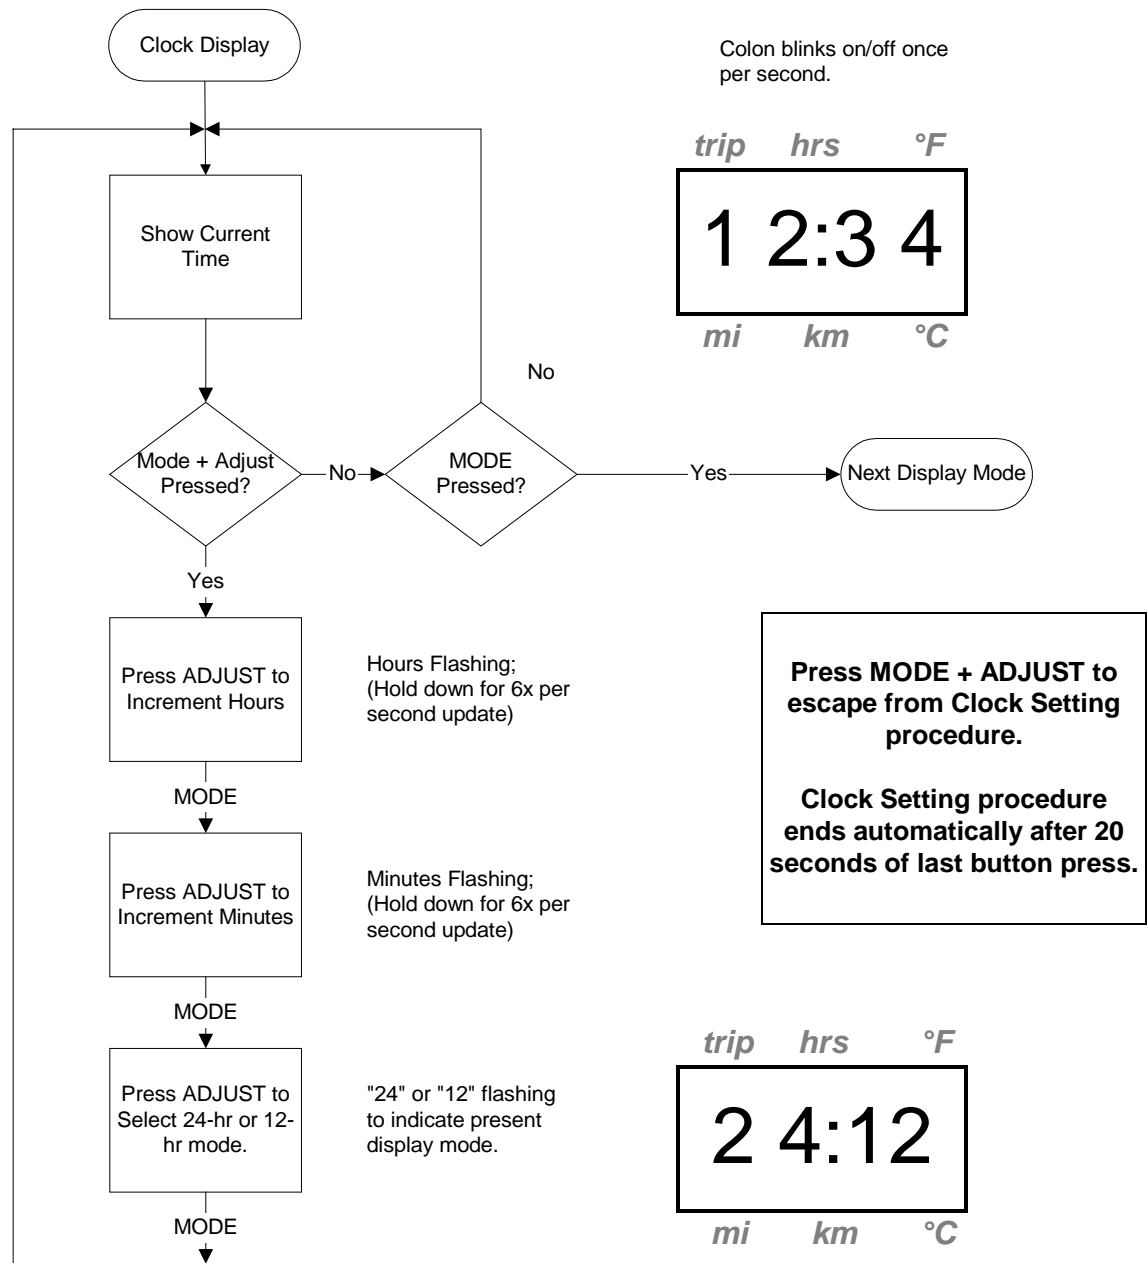 Clock Display
Colon blinks on/off once
per second.
trip hrs °F
1 2:3 4
mi km °C
Show Current
Time
No
Mode + Adjust
Pressed?
No
MODE
Pressed?
Yes
Next Display Mode
Yes
Press ADJUST to
Increment Hours
Hours Flashing;
(Hold down for 6x per
second update)
Press MODE + ADJUST to
escape from Clock Setting
procedure.
Clock Setting procedure
ends automatically after 20
seconds of last button press.
MODE
Press ADJUST to
Increment Minutes
Minutes Flashing;
(Hold down for 6x per
second update)
MODE
Press ADJUST to
Select 24-hr or 12-
hr mode.
"24" or "12" flashing
to indicate present
display mode.
trip hrs °F
2 4:12
mi km °C
MODE